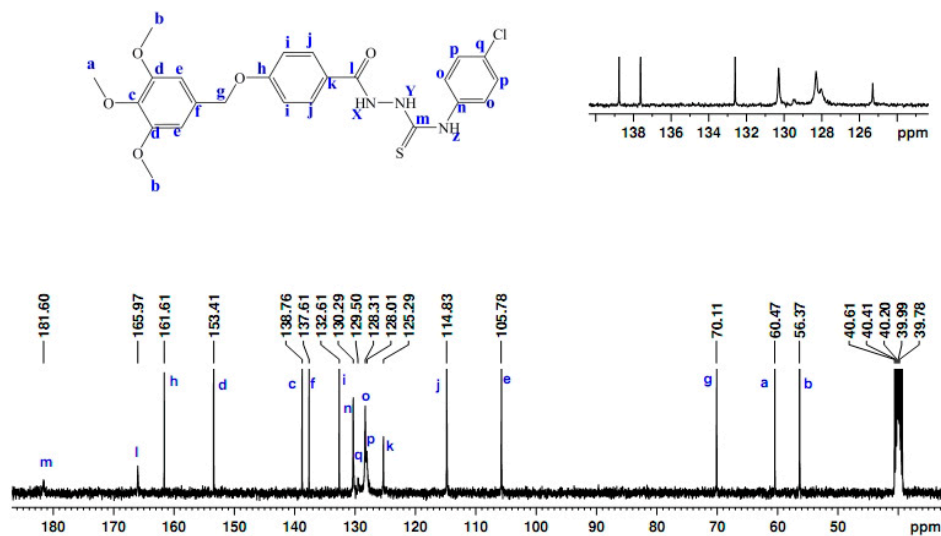 b
a
O
d
e
c
O
d
e
f
O
b
g
O
h
i
j
i
j
k
l
O
NH
X
NH
Y
m
S
NH
z
n
o
p
o
p
q
Cl
138 136 134 132 130 128 126 ppm
181.60
165.97
161.61
153.41
138.76
137.61
132.61
130.29
129.50
128.31
128.01
125.29
114.83
105.78
70.11
60.47
56.37
40.61
40.41
40.20
39.99
39.78
m
l
h
d
c
f
i
n
q
o
p
k
j
e
g
a
b
180 170 160 150 140 130 120 110 100 90 80 70 60 50 ppm